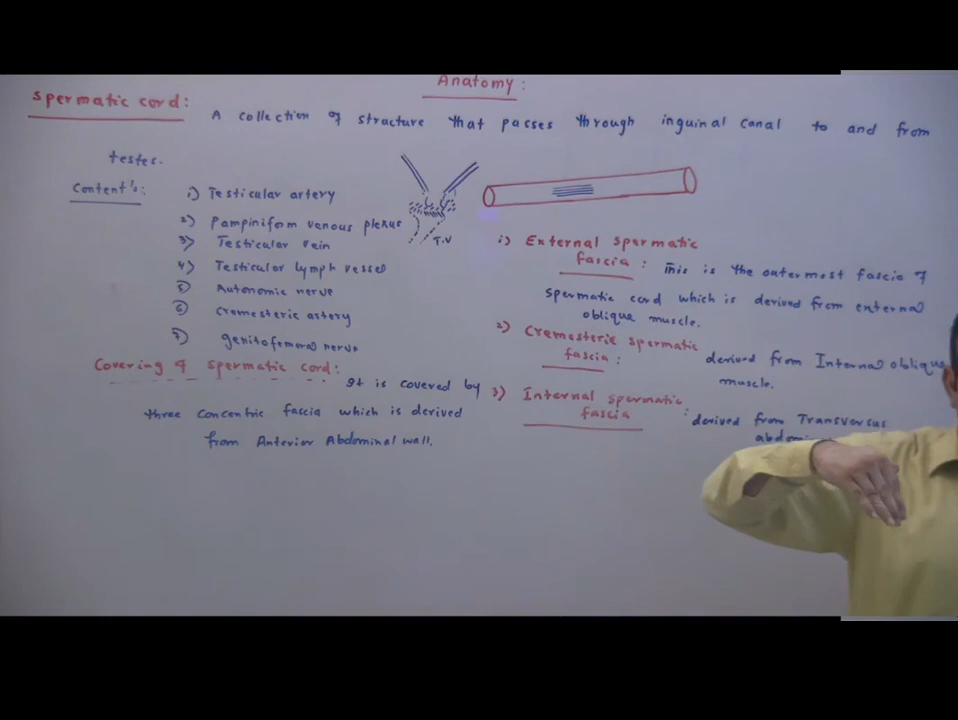 Anatomy:
Spermatic cord:
A collection of structure that passes through inguinal canal to and from
testes.
Content's:
1) Testicular artery
2) Pampiniform venous plexus
3) Testicular vein
4) Testicular lymph vessel
5) Autonomic nerve
6) Cremesteric artery
7) genitofemoral nerve
T.V
Covering of spermatic cord:
It is covered by
three concentric fascia which is derived
from Anterior Abdominal wall.
1) External spermatic
fascia : This is the outermost fascia of
spermatic cord which is derived from external
oblique muscle.
2) Cremesteric spermatic
fascia : derived from Internal oblique
muscle.
3) Internal spermatic
fascia : derived from Transversus